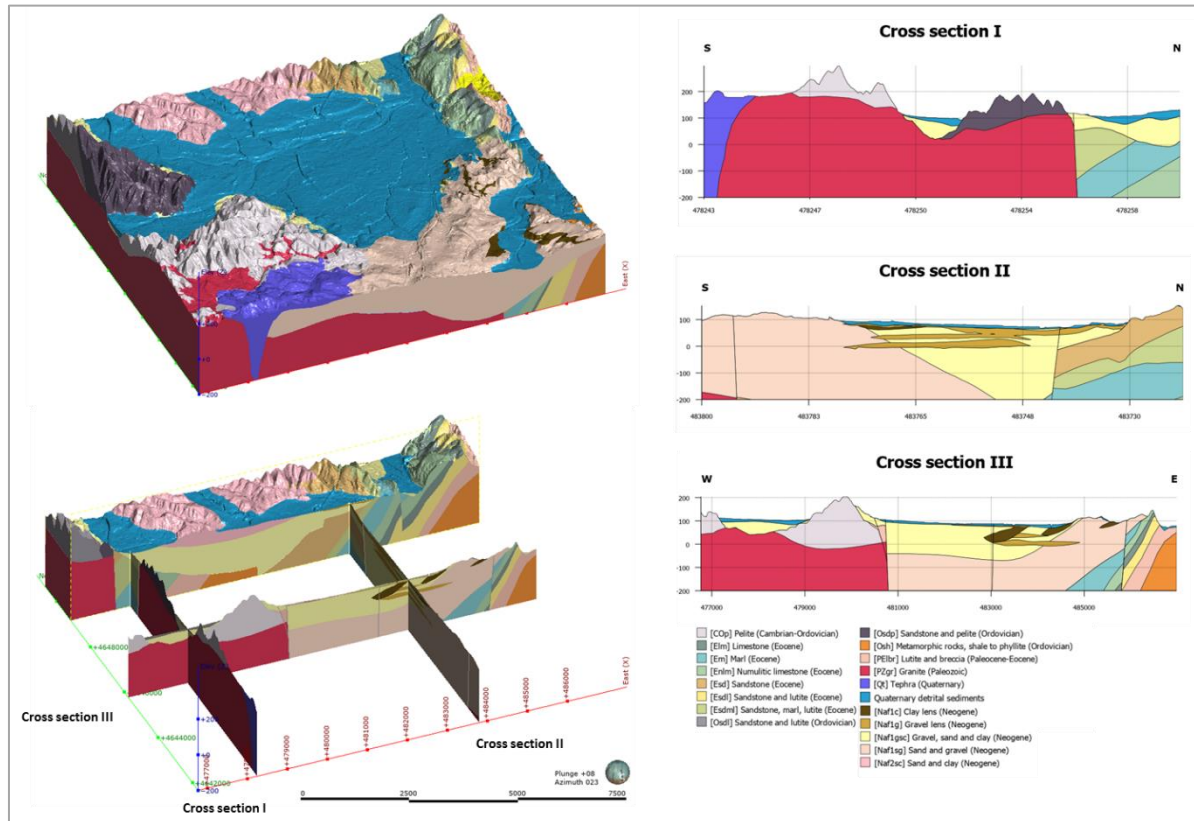 Cross section I
S N
200
100
0
-100
-200
478243 478247 478250 478254 478258
Cross section II
S N
100
0
-100
-200
483800 483783 483765 483748 483730
Cross section III
W E
200
100
0
-100
-200
477000 479000 481000 483000 485000
[COp] Pelite (Cambrian-Ordovician)
[Elm] Limestone (Eocene)
[Em] Marl (Eocene)
[Enlm] Numulitic limestone (Eocene)
[Esd] Sandstone (Eocene)
[Esdl] Sandstone and lutite (Eocene)
[Esdml] Sandstone, marl, lutite (Eocene)
[Osdl] Sandstone and lutite (Ordovician)
[Osdp] Sandstone and pelite (Ordovician)
[Osh] Metamorphic rocks, shale to phyllite (Ordovician)
[PElbr] Lutite and breccia (Paleocene-Eocene)
[PZgr] Granite (Paleozoic)
[Qt] Tephra (Quaternary)
Quaternary detrital sediments
[Naf1c] Clay lens (Neogene)
[Naf1g] Gravel lens (Neogene)
[Naf1gsc] Gravel, sand and clay (Neogene)
[Naf1sg] Sand and gravel (Neogene)
[Naf2sc] Sand and clay (Neogene)
East (X)
+0
-200
East (X)
+4648000
+4644000
+4642000
+0
-200
+477000
+479000
+480000
+481000
+482000
+483000
+484000
+485000
+486000
Cross section III
Cross section II
Cross section I
Plunge +08
Azimuth 023
0 2500 5000 7500